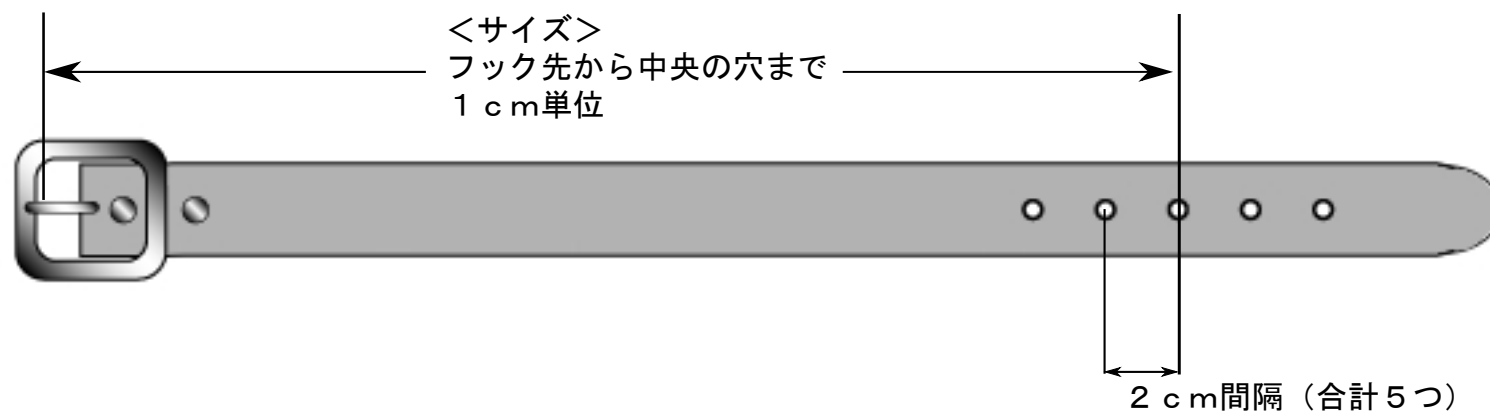 ＜サイズ＞
フック先から中央の穴まで
１ｃｍ単位
２ｃｍ間隔（合計５つ）